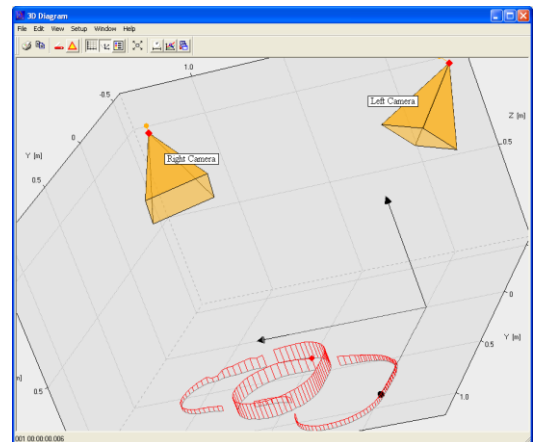 3D Diagram
File Edit View Setup Window Help
1.0
-0.5
Left Camera
Z [m]
0
0.5
Right Camera
Y [m]
0.5
0
Y [m]
0.5
m]
0.5
1.0
001 00:00:00.006